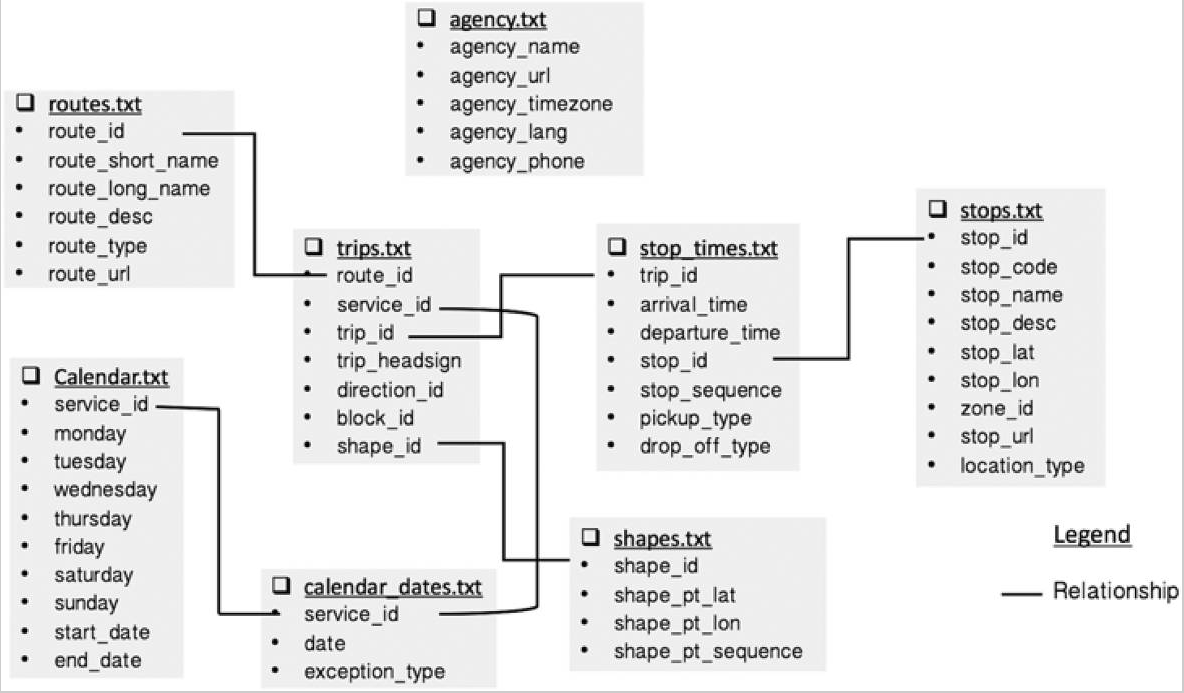 agency.txt
agency_name
agency_url
agency_timezone
agency_lang
agency_phone
routes.txt
route_id
route_short_name
route_long_name
route_desc
route_type
route_url
trips.txt
route_id
service_id
trip_id
trip_headsign
direction_id
block_id
shape_id
stop_times.txt
trip_id
arrival_time
departure_time
stop_id
stop_sequence
pickup_type
drop_off_type
stops.txt
stop_id
stop_code
stop_name
stop_desc
stop_lat
stop_lon
zone_id
stop_url
location_type
Calendar.txt
service_id
monday
tuesday
wednesday
thursday
friday
saturday
sunday
start_date
end_date
calendar_dates.txt
service_id
date
exception_type
shapes.txt
shape_id
shape_pt_lat
shape_pt_lon
shape_pt_sequence
Legend
Relationship